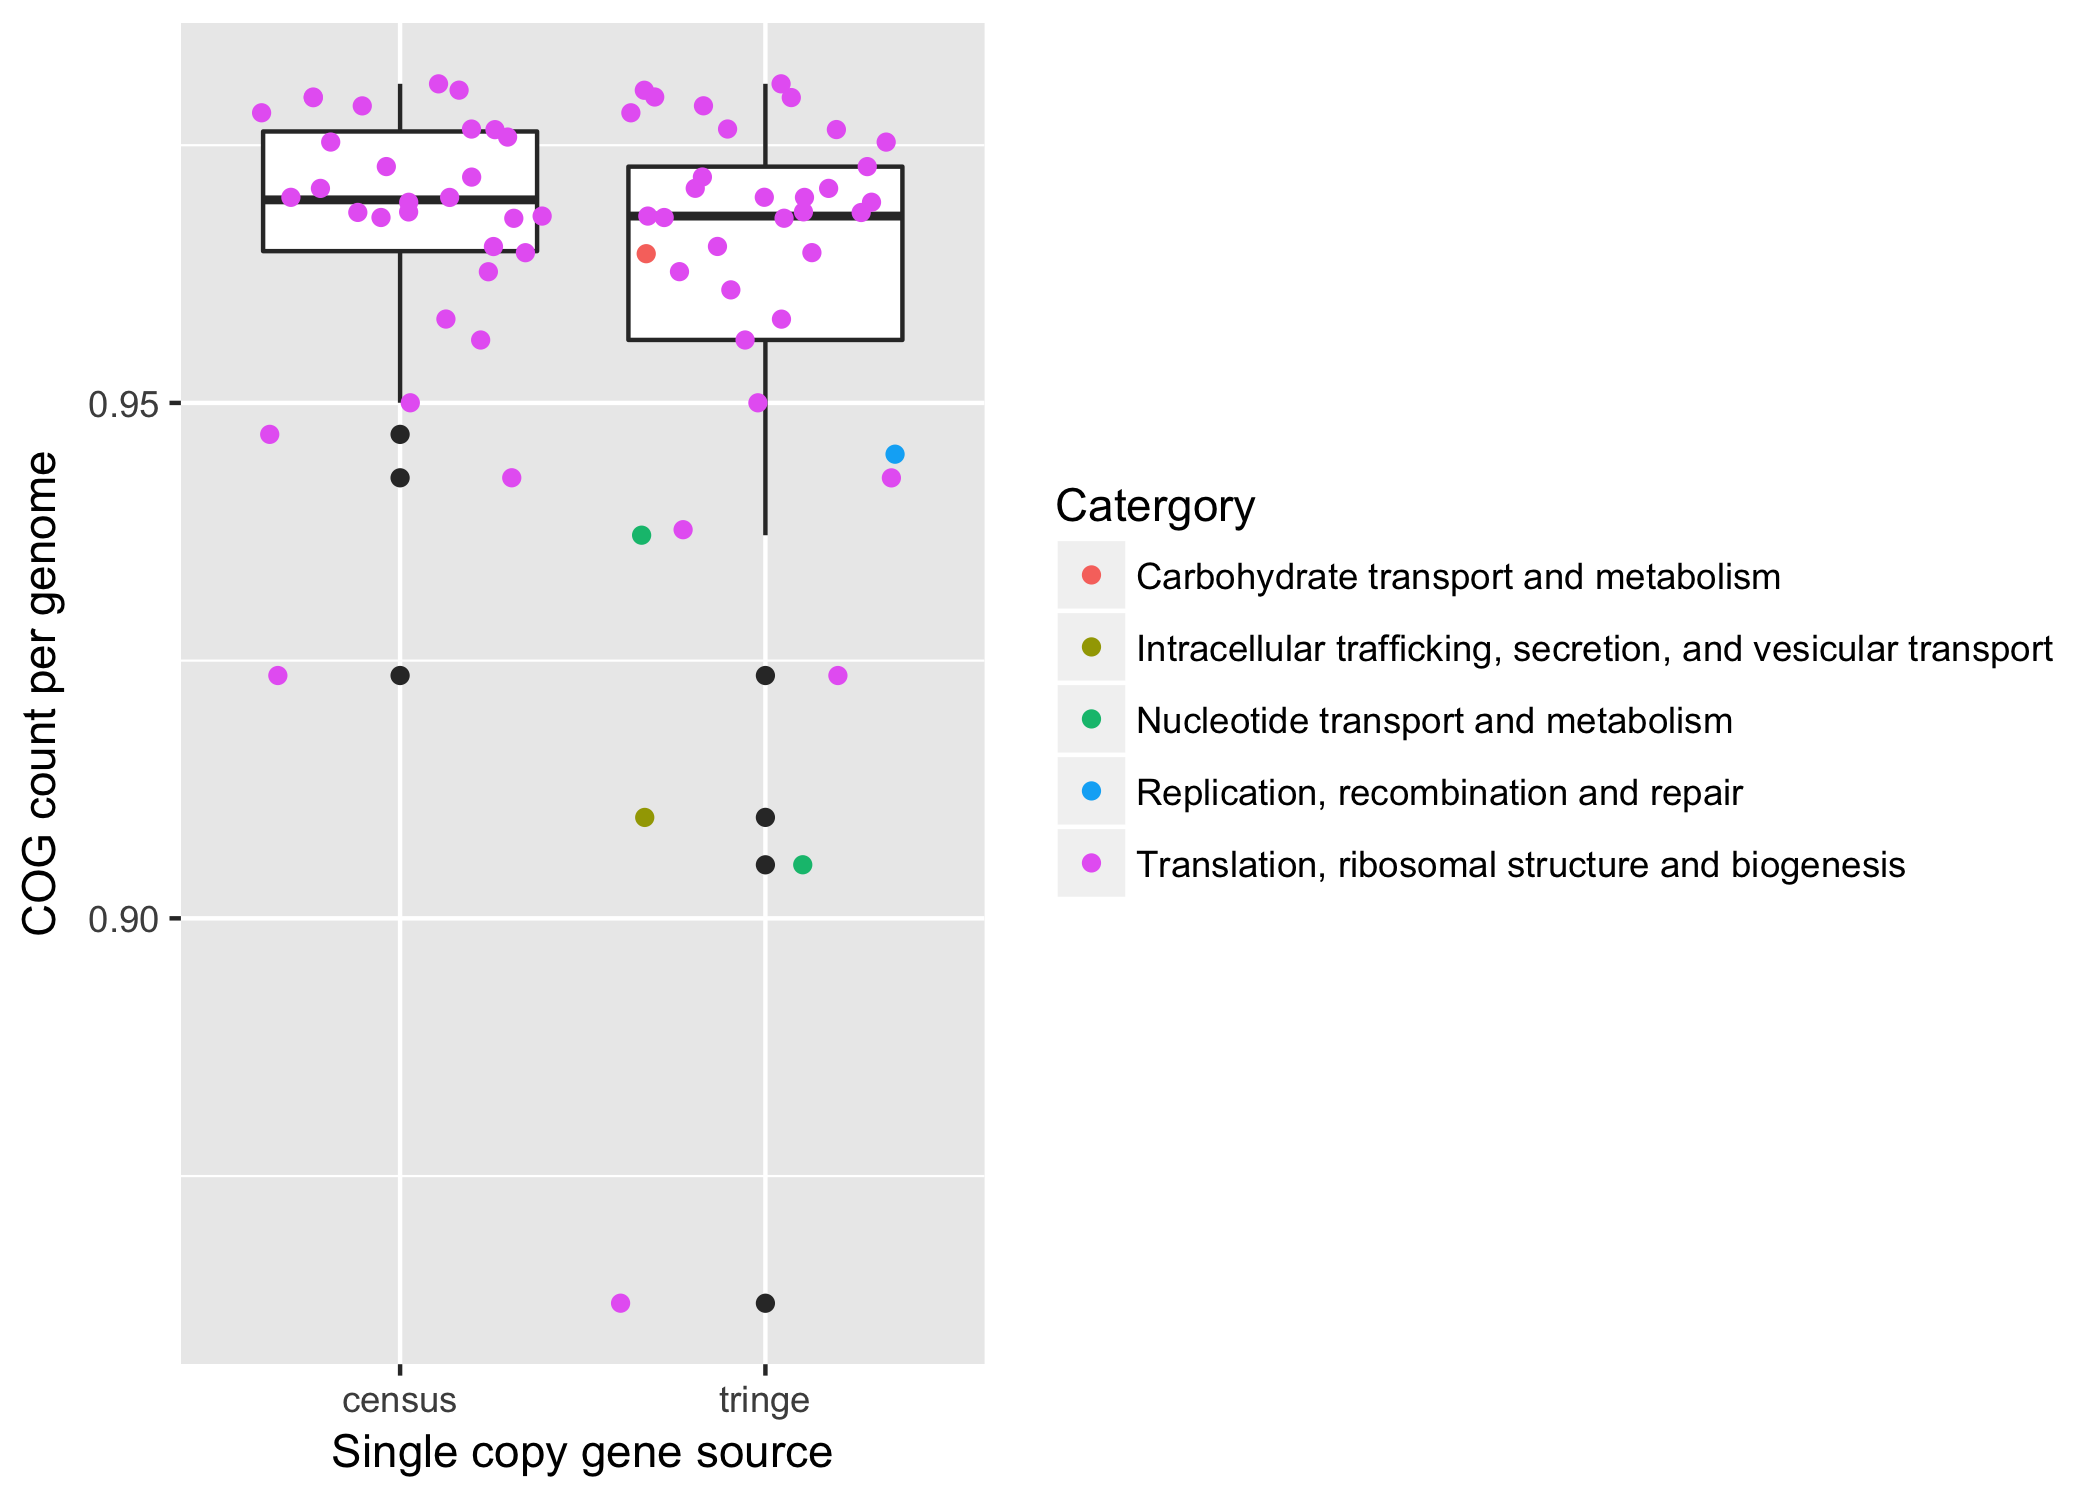 COG count per genome
0.95
0.90
census
tringe
Single copy gene source
Catergory
Carbohydrate transport and metabolism
Intracellular trafficking, secretion, and vesicular transport
Nucleotide transport and metabolism
Replication, recombination and repair
Translation, ribosomal structure and biogenesis